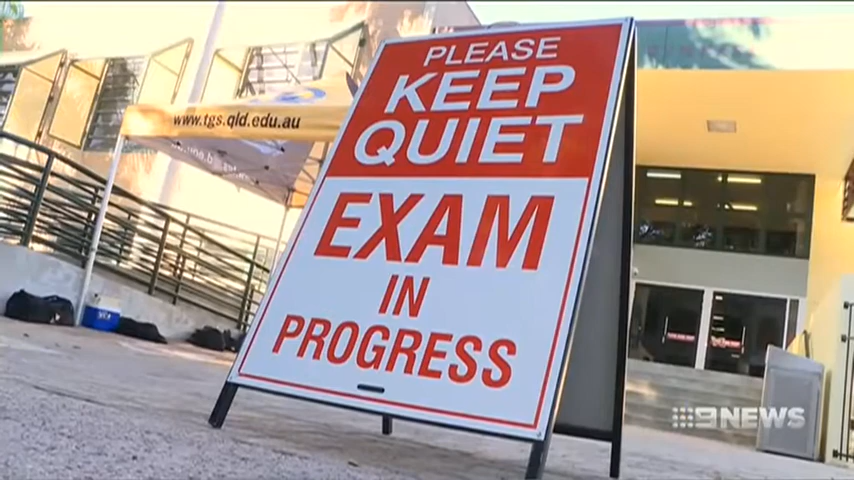 PLEASE
KEEP
QUIET
EXAM
IN
PROGRESS
www.tgs.qld.edu.au
9NEWS